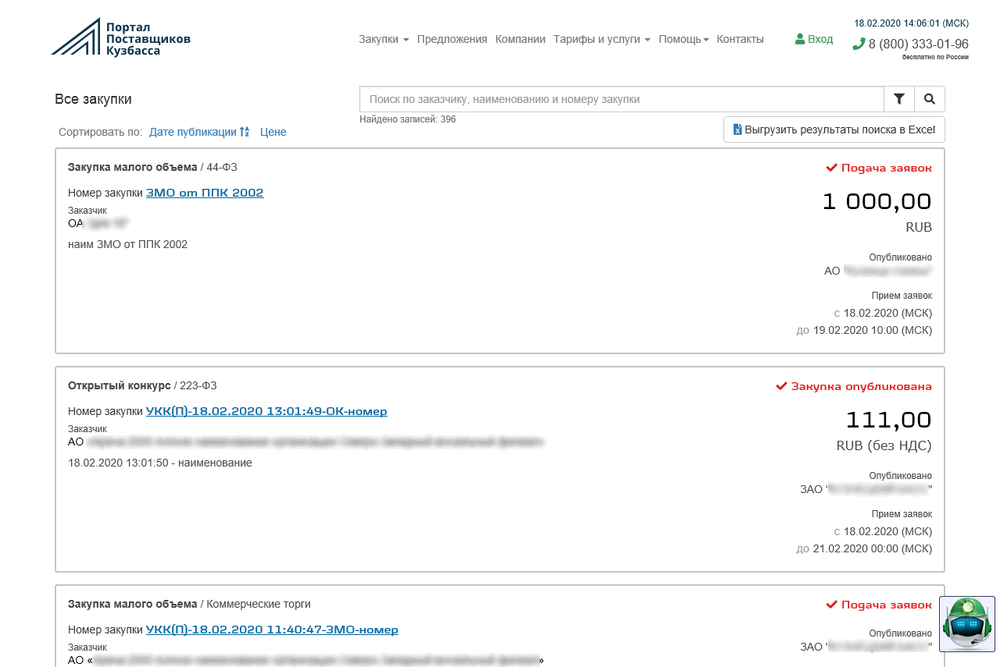 Портал
Поставщиков
Кузбасса
Закупки Предложения Компании Тарифы и услуги Помощь Контакты
Вход
18.02.2020 14:06:01 (МСК)
8 (800) 333-01-96
бесплатно по России
Все закупки
Поиск по заказчику, наименованию и номеру закупки
Найдено записей: 396
Сортировать по: Дате публикации Цене
Выгрузить результаты поиска в Excel
Закупка малого объема / 44-ФЗ
Подача заявок
Номер закупки ЗМО от ППК 2002
1 000,00
Заказчик
ОА
RUB
наим ЗМО от ППК 2002
Опубликовано
АО
Прием заявок
с 18.02.2020 (МСК)
до 19.02.2020 10:00 (МСК)
Открытый конкурс / 223-ФЗ
Закупка опубликована
Номер закупки УКК(П)-18.02.2020 13:01:49-ОК-номер
111,00
Заказчик
АО
RUB (без НДС)
18.02.2020 13:01:50 - наименование
Опубликовано
ЗАО " "
Прием заявок
с 18.02.2020 (МСК)
до 21.02.2020 00:00 (МСК)
Закупка малого объема / Коммерческие торги
Подача заявок
Номер закупки УКК(П)-18.02.2020 11:40:47-ЗМО-номер
Опубликовано
Заказчик
ЗАО " "
АО « »